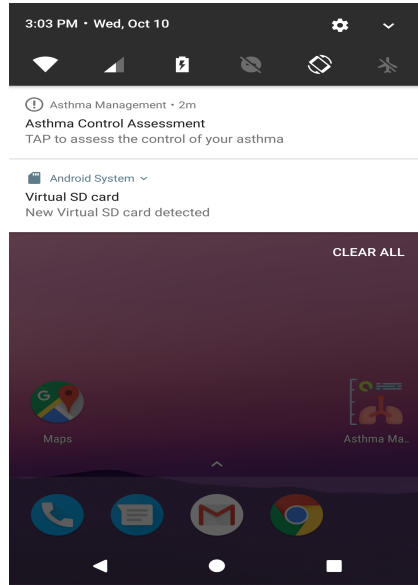 3:03 PM • Wed, Oct 10
Asthma Management • 2m
Asthma Control Assessment
TAP to assess the control of your asthma
Android System
Virtual SD card
New Virtual SD card detected
CLEAR ALL
G
Maps
Asthma Ma..